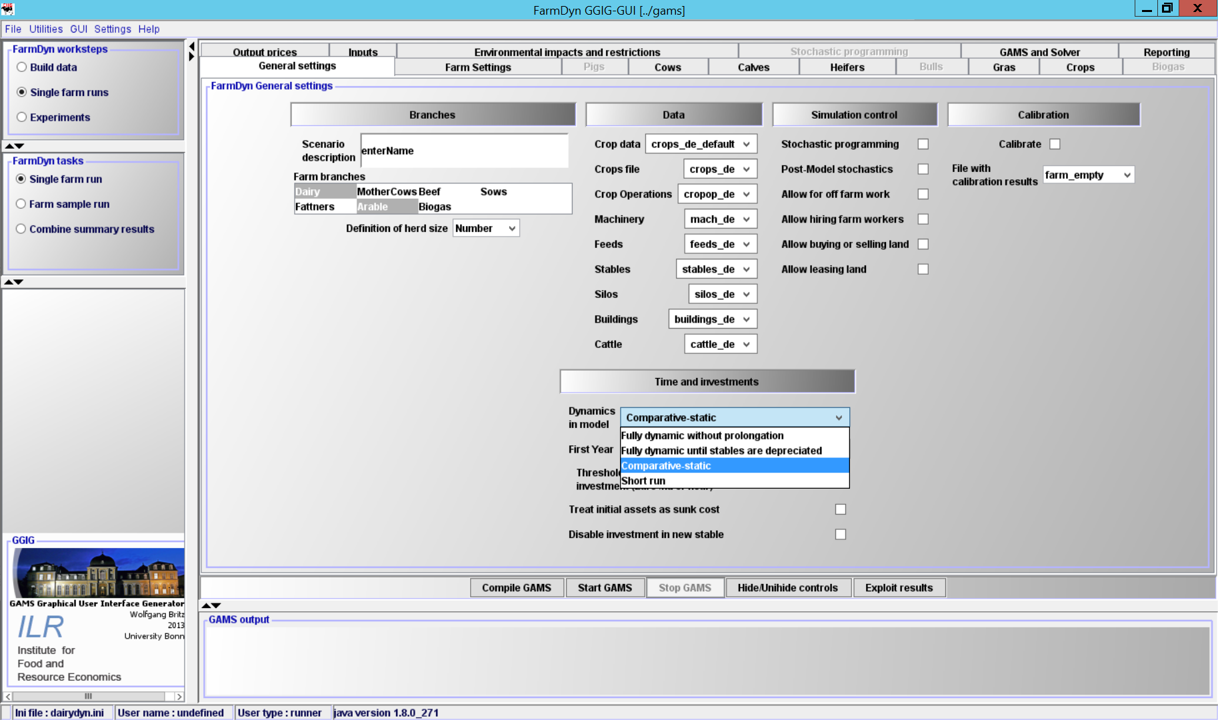 FarmDyn GGIG-GUI [../gams]
File Utilities GUI Settings Help
FarmDyn worksteps
Build data
Single farm runs
Experiments
FarmDyn tasks
Single farm run
Farm sample run
Combine summary results
GGIG
GAMS Graphical User Interface Generator
Wolfgang Britz
2013
University Bonn
ILR
Institute for
Food and
Resource Economics
Output prices Inputs Environmental impacts and restrictions Stochastic programming GAMS and Solver Reporting
General settings Farm Settings Pigs Cows Calves Heifers Bulls Gras Crops Biogas
FarmDyn General settings
Branches
Scenario
description enterName
Farm branches
Dairy MotherCows Beef Sows
Fattners Arable Biogas
Definition of herd size Number
Data
Crop data crops_de_default
Crops file crops_de
Crop Operations cropop_de
Machinery mach_de
Feeds feeds_de
Stables stables_de
Silos silos_de
Buildings buildings_de
Cattle cattle_de
Simulation control
Stochastic programming
Post-Model stochastics
Allow for off farm work
Allow hiring farm workers
Allow buying or selling land
Allow leasing land
Calibration
Calibrate
File with
calibration results farm_empty
Time and investments
Dynamics
in model Comparative-static
Fully dynamic without prolongation
Fully dynamic until stables are depreciated
Comparative-static
Short run
First Year
investment
Treat initial assets as sunk cost
Disable investment in new stable
Compile GAMS Start GAMS Stop GAMS Hide/Unihide controls Exploit results
GAMS output
Ini file : dairydyn.ini User name : undefined User type : runner java version 1.8.0_271